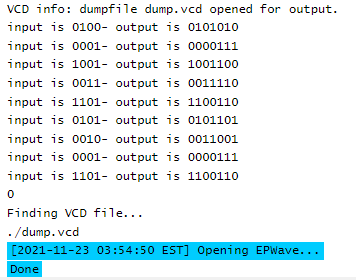 VCD info: dumpfile dump.vcd opened for output.
input is 0100- output is 0101010
input is 0001- output is 0000111
input is 1001- output is 1001100
input is 0011- output is 0011110
input is 1101- output is 1100110
input is 0101- output is 0101101
input is 0010- output is 0011001
input is 0001- output is 0000111
input is 1101- output is 1100110
0
Finding VCD file...
./dump.vcd
[2021-11-23 03:54:50 EST] Opening EPWave...
Done